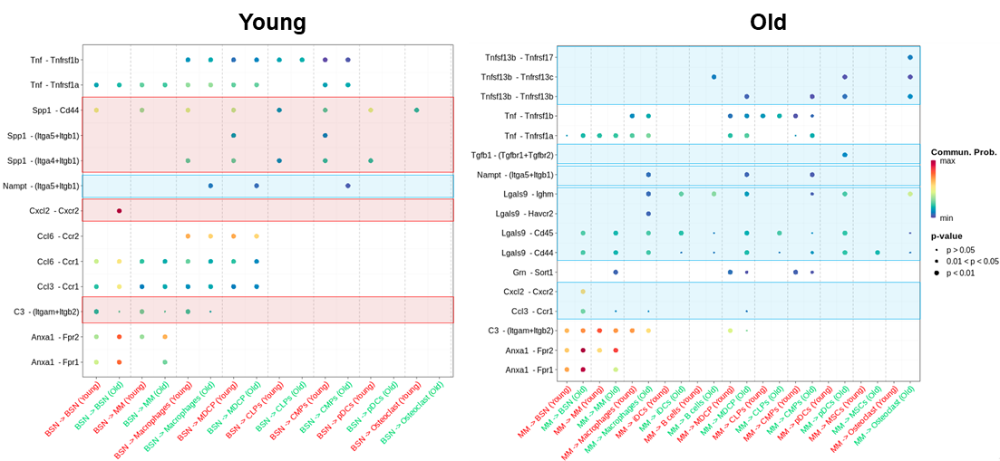 Young
Old
Tnf - Tnfrsf1b
Tnf - Tnfrsf1a
Spp1 - Cd44
Spp1 - (Itga5+Itgb1)
Spp1 - (Itga4+Itgb1)
Nampt - (Itga5+Itgb1)
Cxcl2 - Cxcr2
Ccl6 - Ccr2
Ccl6 - Ccr1
Ccl3 - Ccr1
C3 - (Itgam+Itgb2)
Anxa1 - Fpr2
Anxa1 - Fpr1
BSN -> BSN (Young)
BSN -> BSN (Old)
BSN -> MM (Young)
BSN -> MM (Old)
BSN -> Macrophages (Young)
BSN -> Macrophages (Old)
BSN -> MDCP (Young)
BSN -> MDCP (Old)
BSN -> CLPs (Young)
BSN -> CLPs (Old)
BSN -> CMPs (Young)
BSN -> CMPs (Old)
BSN -> pDCs (Young)
BSN -> pDCs (Old)
BSN -> Osteoclast (Young)
BSN -> Osteoclast (Old)
Tnfsf13b - Tnfrsf17
Tnfsf13b - Tnfrsf13c
Tnfsf13b - Tnfrsf13b
Tnf - Tnfrsf1b
Tnf - Tnfrsf1a
Tgfb1 - (Tgfbr1+Tgfbr2)
Nampt - (Itga5+Itgb1)
Lgals9 - Ighm
Lgals9 - Havcr2
Lgals9 - Cd45
Lgals9 - Cd44
Grn - Sort1
Cxcl2 - Cxcr2
Ccl3 - Ccr1
C3 - (Itgam+Itgb2)
Anxa1 - Fpr2
Anxa1 - Fpr1
MM -> BSN (Young)
MM -> BSN (Old)
MM -> MM (Young)
MM -> MM (Old)
MM -> Macrophages (Young)
MM -> Macrophages (Old)
MM -> iDCs (Young)
MM -> iDCs (Old)
MM -> B cells (Young)
MM -> B cells (Old)
MM -> MDCP (Young)
MM -> MDCP (Old)
MM -> CLPs (Young)
MM -> CLPs (Old)
MM -> CMPs (Young)
MM -> CMPs (Old)
MM -> pDCs (Young)
MM -> pDCs (Old)
MM -> MSCs (Young)
MM -> MSCs (Old)
MM -> Osteoclast (Young)
MM -> Osteoclast (Old)
Commun. Prob.
max
min
p-value
p > 0.05
0.01 < p < 0.05
p < 0.01